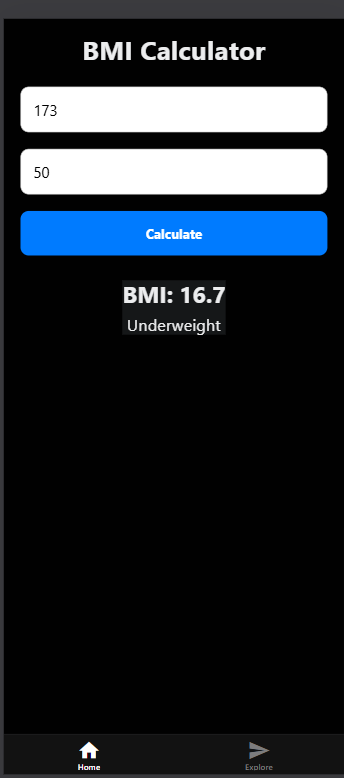 BMI Calculator
173
50
Calculate
BMI: 16.7
Underweight
Home
Explore